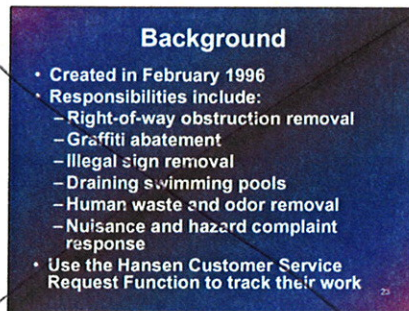 Background
• Created in February 1996
• Responsibilities include:
– Right-of-way obstruction removal
– Graffiti abatement
– Illegal sign removal
– Draining swimming pools
– Human waste and odor removal
– Nuisance and hazard complaint
response
• Use the Hansen Customer Service
Request Function to track their work
23